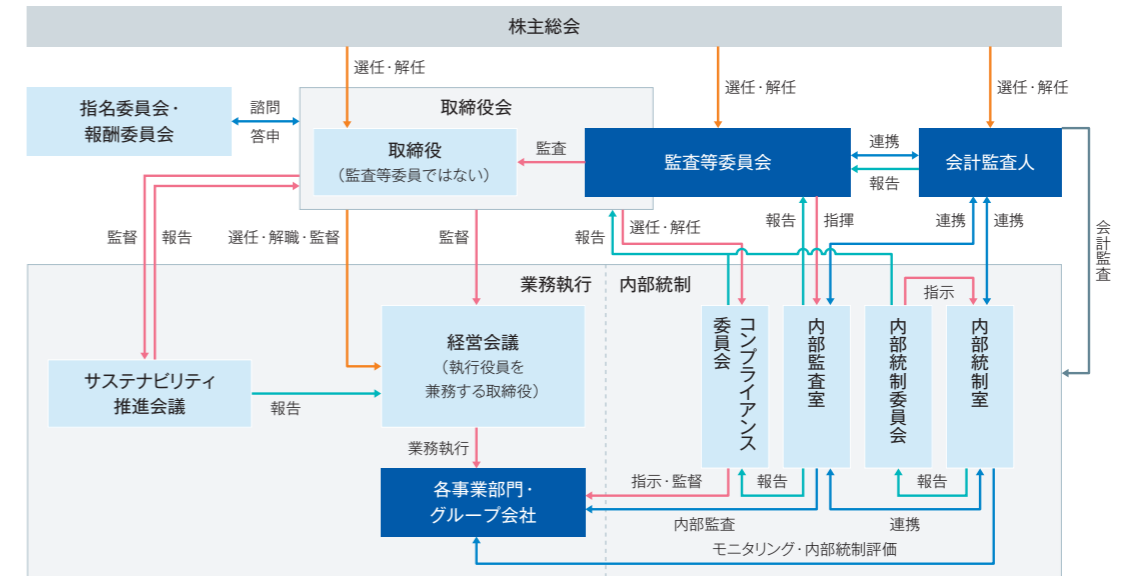 株主総会
選任・解任
選任・解任
選任・解任
指名委員会・
報酬委員会
諮問
答申
取締役会
取締役
（監査等委員ではない）
監査
監査等委員会
連携
報告
会計監査人
監督
報告
選任・解職・監督
監督
報告
選任・解任
報告
指揮
連携
連携
会計監査
業務執行
内部統制
指示
サステナビリティ
推進会議
報告
経営会議
（執行役員を
兼務する取締役）
コンプライアンス
委員会
内部監査室
内部統制委員会
内部統制室
業務執行
各事業部門・
グループ会社
指示・監督
報告
報告
内部監査
連携
モニタリング・内部統制評価